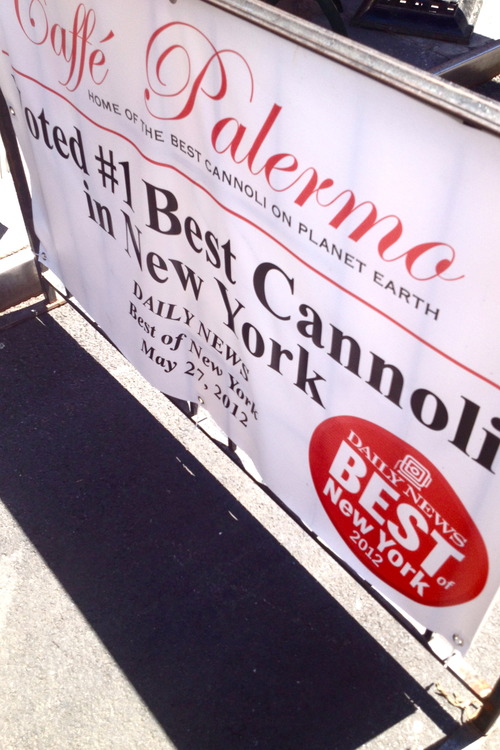 Caffé Palermo
HOME OF THE BEST CANNOLI ON PLANET EARTH
oted #1 Best Cannoli
in New York
DAILY NEWS
Best of New York
May 27, 2012
DAILY NEWS
BEST of
New York
2012